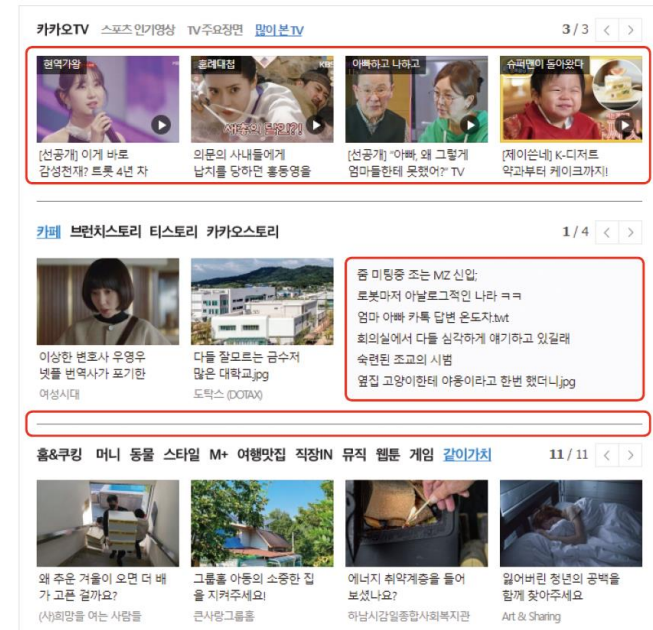 카카오TV 스포츠 인기영상 TV 주요장면 많이 본 TV 3 / 3
현역가왕 혼례대첩 아빠하고 나하고 슈퍼맨이 돌아왔다
[선공개] 이게 바로
감성천재? 트롯 4년 차
의문의 사내들에게
납치를 당하던 홍동영을
[선공개] "아빠, 왜 그렇게
엄마들한테 못했어?" TV
[제이쓴네] K-디저트
약과부터 케이크까지!
카페 브런치스토리 티스토리 카카오스토리 1 / 4
이상한 변호사 우영우
넷플 번역사가 포기한
여성시대
다들 잘모르는 금수저
많은 대학교.jpg
도탁스 (DOTAX)
줌 미팅중 조는 MZ 신입;
로봇마저 아날로그적인 나라 ㅋㅋ
엄마 아빠 카톡 답변 온도차.twt
회의실에서 다들 심각하게 얘기하고 있길래
숙련된 조교의 시범
옆집 고양이한테 야옹이라고 한번 했더니.jpg
홈&쿠킹 머니 동물 스타일 M+ 여행맛집 직장IN 뮤직 웹툰 게임 같이가치 11 / 11
왜 추운 겨울이 오면 더 배
가 고픈 걸까요?
(사)희망을 여는 사람들
그룹홈 아동의 소중한 집
을 지켜주세요!
큰사랑그룹홈
에너지 취약계층을 들어
보셨나요?
하남시감일종합사회복지관
잃어버린 청년의 공백을
함께 찾아주세요
Art & Sharing